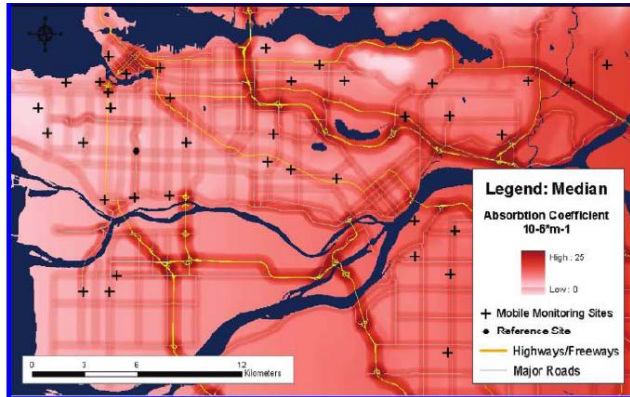 Legend: Median
Absorbtion Coefficient
10-6*m-1
High : 25
Low : 0
Mobile Monitoring Sites
Reference Site
Highways/Freeways
Major Roads
0 3 6 12
Kilometers